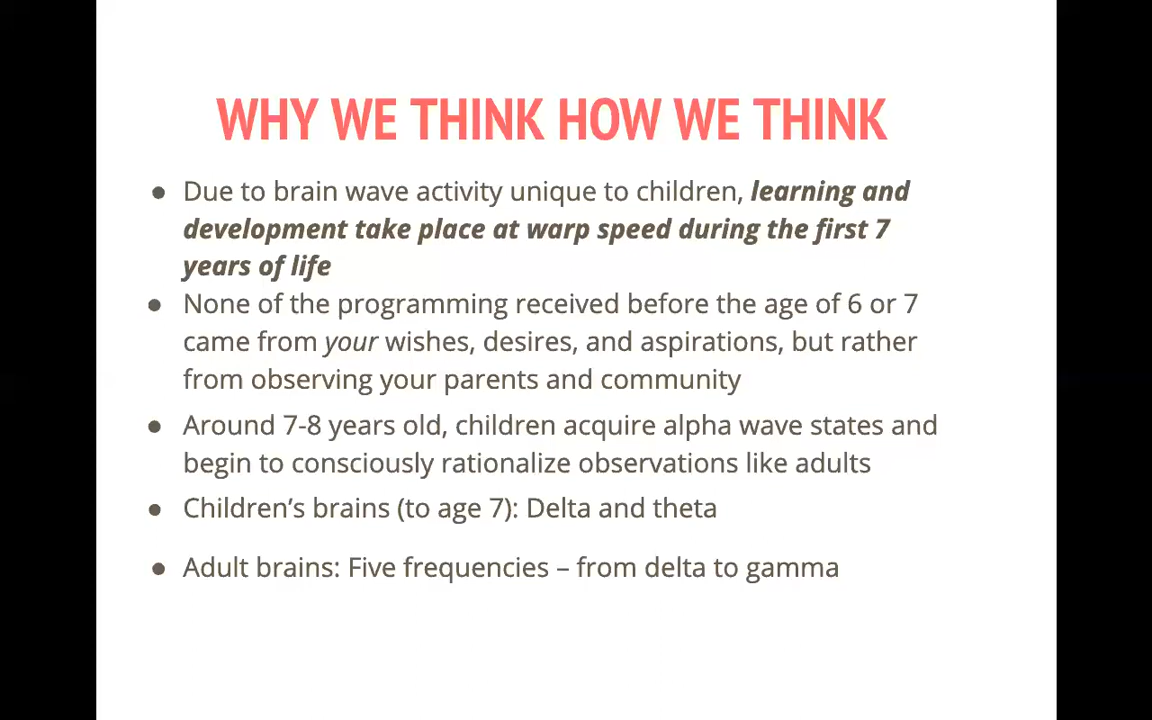 WHY WE THINK HOW WE THINK
● Due to brain wave activity unique to children, learning and
development take place at warp speed during the first 7
years of life
● None of the programming received before the age of 6 or 7
came from your wishes, desires, and aspirations, but rather
from observing your parents and community
● Around 7-8 years old, children acquire alpha wave states and
begin to consciously rationalize observations like adults
● Children’s brains (to age 7): Delta and theta
● Adult brains: Five frequencies – from delta to gamma